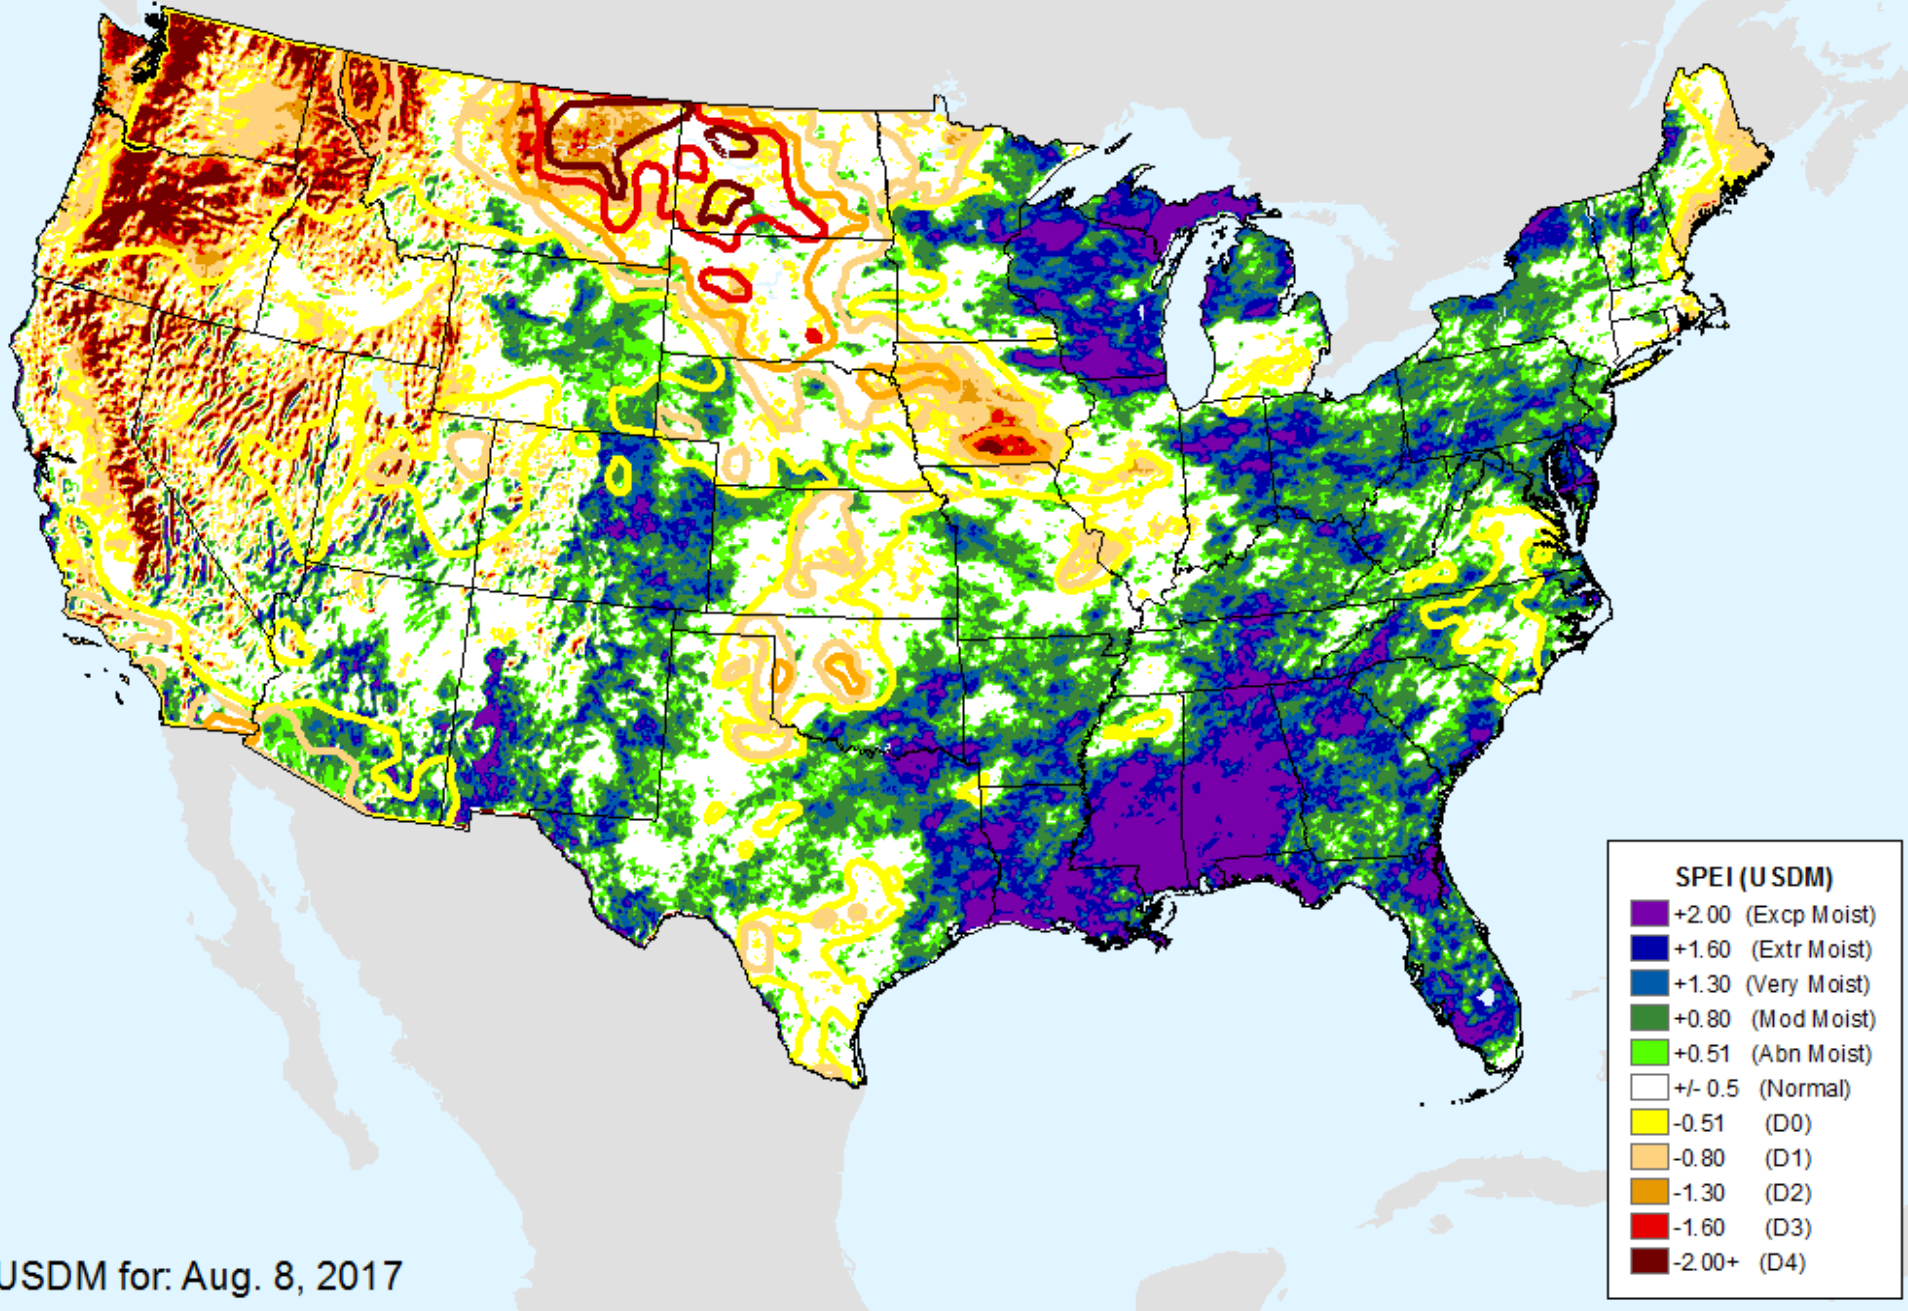 SPEI (USDM)
+2.00 (Excp Moist)
+1.60 (Extr Moist)
+1.30 (Very Moist)
+0.80 (Mod Moist)
+0.51 (Abn Moist)
+/- 0.5 (Normal)
-0.51 (D0)
-0.80 (D1)
-1.30 (D2)
-1.60 (D3)
-2.00+ (D4)
USDM for: Aug. 8, 2017